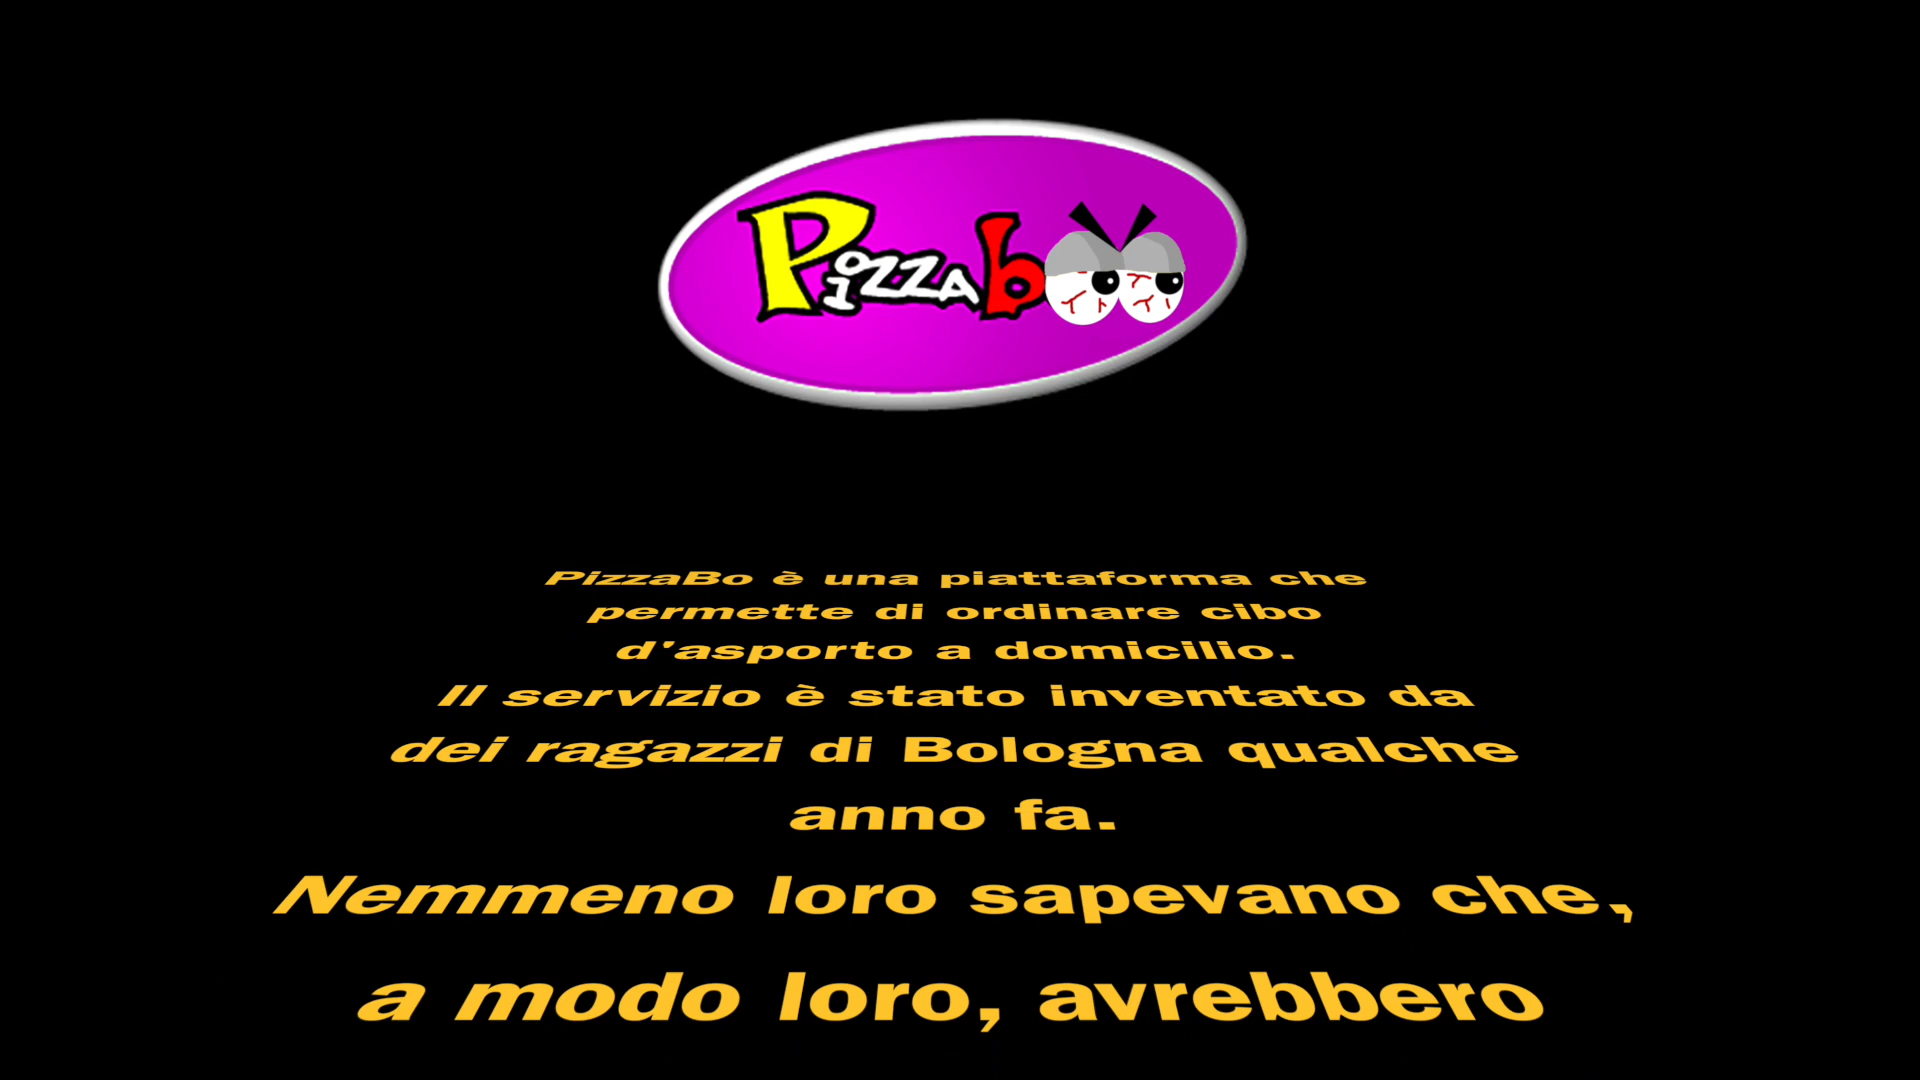 Pizzaboo
PizzaBo è una piattaforma che
permette di ordinare cibo
d'asporto a domicilio.
Il servizio è stato inventato da
dei ragazzi di Bologna qualche
anno fa.
Nemmeno loro sapevano che,
a modo loro, avrebbero